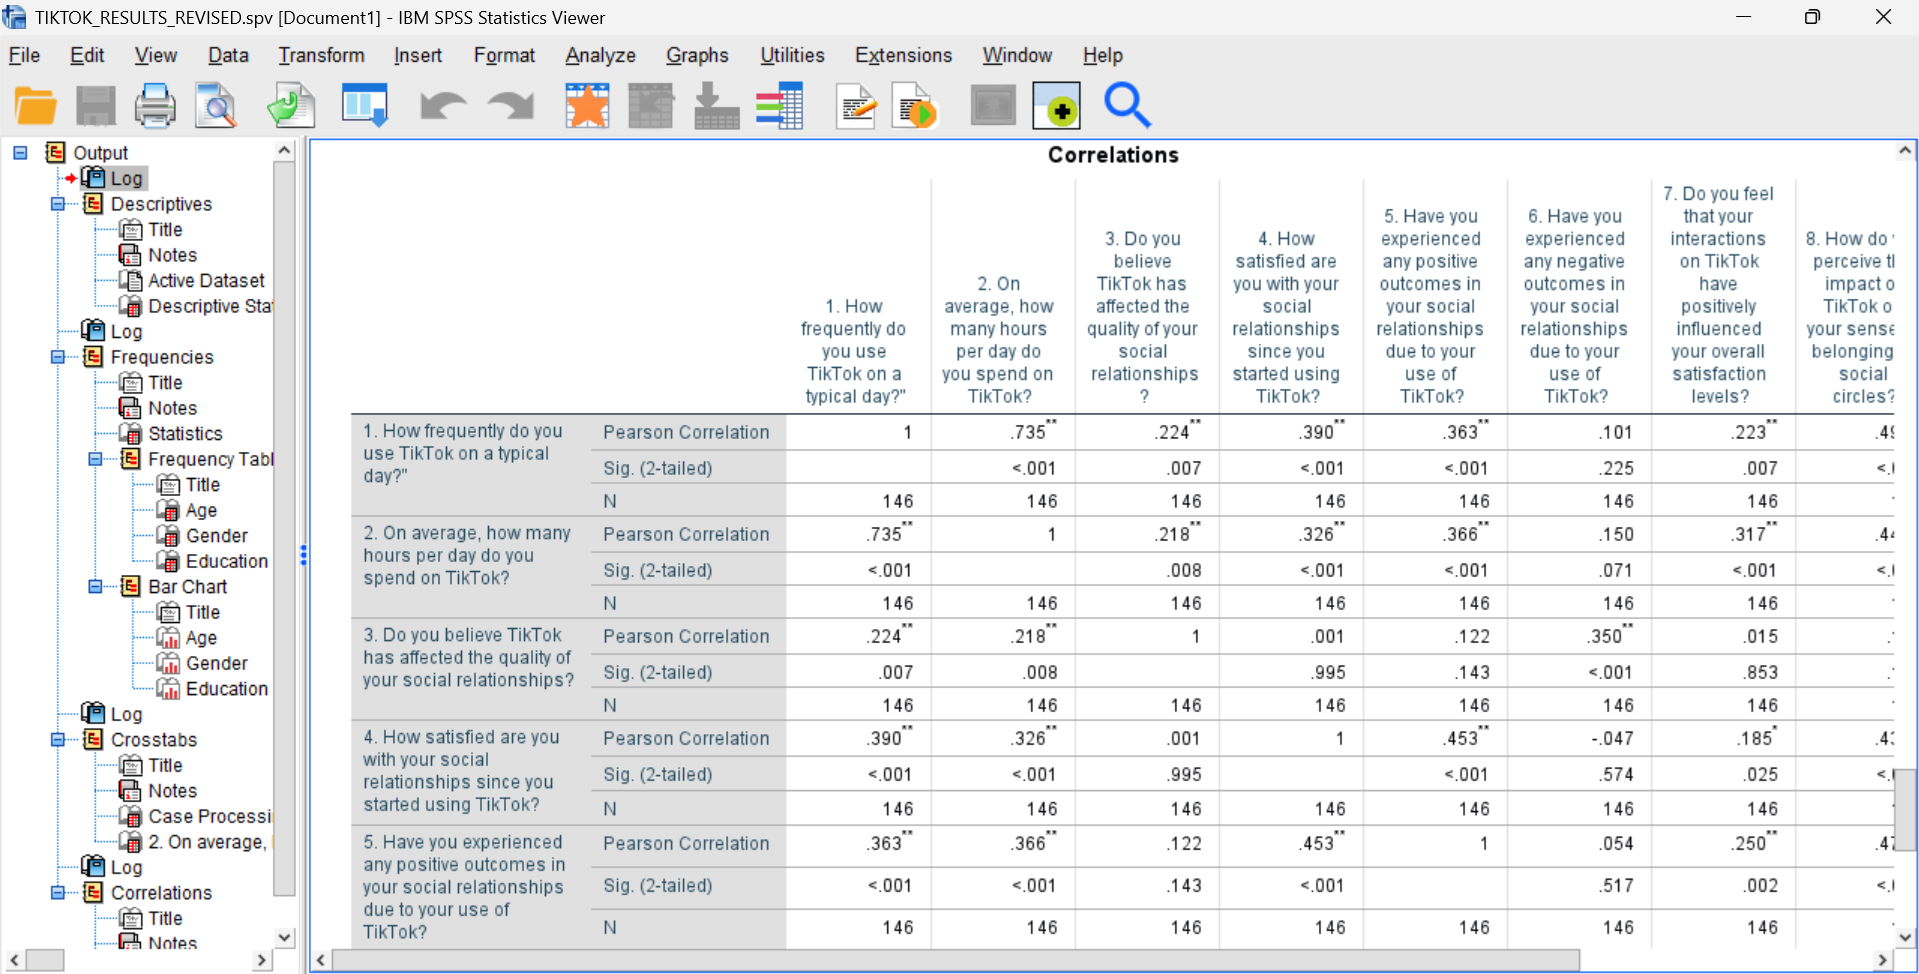 TIKTOK_RESULTS_REVISED.spv [Document1] - IBM SPSS Statistics Viewer
File Edit View Data Transform Insert Format Analyze Graphs Utilities Extensions Window Help
Output
Log
Descriptives
Title
Notes
Active Dataset
Descriptive Sta
Log
Frequencies
Title
Notes
Statistics
Frequency Tabl
Title
Age
Gender
Education
Bar Chart
Title
Age
Gender
Education
Log
Crosstabs
Title
Notes
Case Processi
2. On average,
Log
Correlations
Title
Notes
Correlations
1. How
frequently do
you use
TikTok on a
typical day?"
2. On
average, how
many hours
per day do
you spend on
TikTok?
3. Do you
believe
TikTok has
affected the
quality of your
social
relationships
?
4. How
satisfied are
you with your
social
relationships
since you
started using
TikTok?
5. Have you
experienced
any positive
outcomes in
your social
relationships
due to your
use of
TikTok?
6. Have you
experienced
any negative
outcomes in
your social
relationships
due to your
use of
TikTok?
7. Do you feel
that your
interactions
on TikTok
have
positively
influenced
your overall
satisfaction
levels?
8. How do
perceive
impact
TikTok
your sense
belonging
social
circles?
1. How frequently do you
use TikTok on a typical
day?"
Pearson Correlation 1 .735** .224** .390** .363** .101 .223**
Sig. (2-tailed) <.001 .007 <.001 <.001 .225 .007
N 146 146 146 146 146 146 146
2. On average, how many
hours per day do you
spend on TikTok?
Pearson Correlation .735** 1 .218** .326** .366** .150 .317**
Sig. (2-tailed) <.001 .008 <.001 <.001 .071 <.001
N 146 146 146 146 146 146 146
3. Do you believe TikTok
has affected the quality of
your social relationships?
Pearson Correlation .224** .218** 1 .001 .122 .350** .015
Sig. (2-tailed) .007 .008 .995 .143 <.001 .853
N 146 146 146 146 146 146 146
4. How satisfied are you
with your social
relationships since you
started using TikTok?
Pearson Correlation .390** .326** .001 1 .453** -.047 .185*
Sig. (2-tailed) <.001 <.001 .995 <.001 .574 .025
N 146 146 146 146 146 146 146
5. Have you experienced
any positive outcomes in
your social relationships
due to your use of
TikTok?
Pearson Correlation .363** .366** .122 .453** 1 .054 .250**
Sig. (2-tailed) <.001 <.001 .143 <.001 .517 .002
N 146 146 146 146 146 146 146